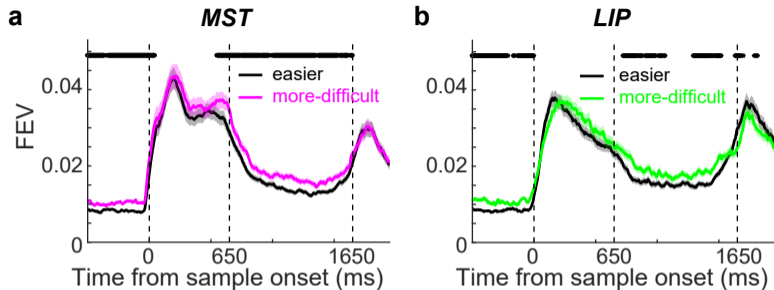 a MST
FEV
0.04
0.02
0
easier
more-difficult
0 650 1650
Time from sample onset (ms)
b LIP
0.04
0.02
0
easier
more-difficult
0 650 1650
Time from sample onset (ms)